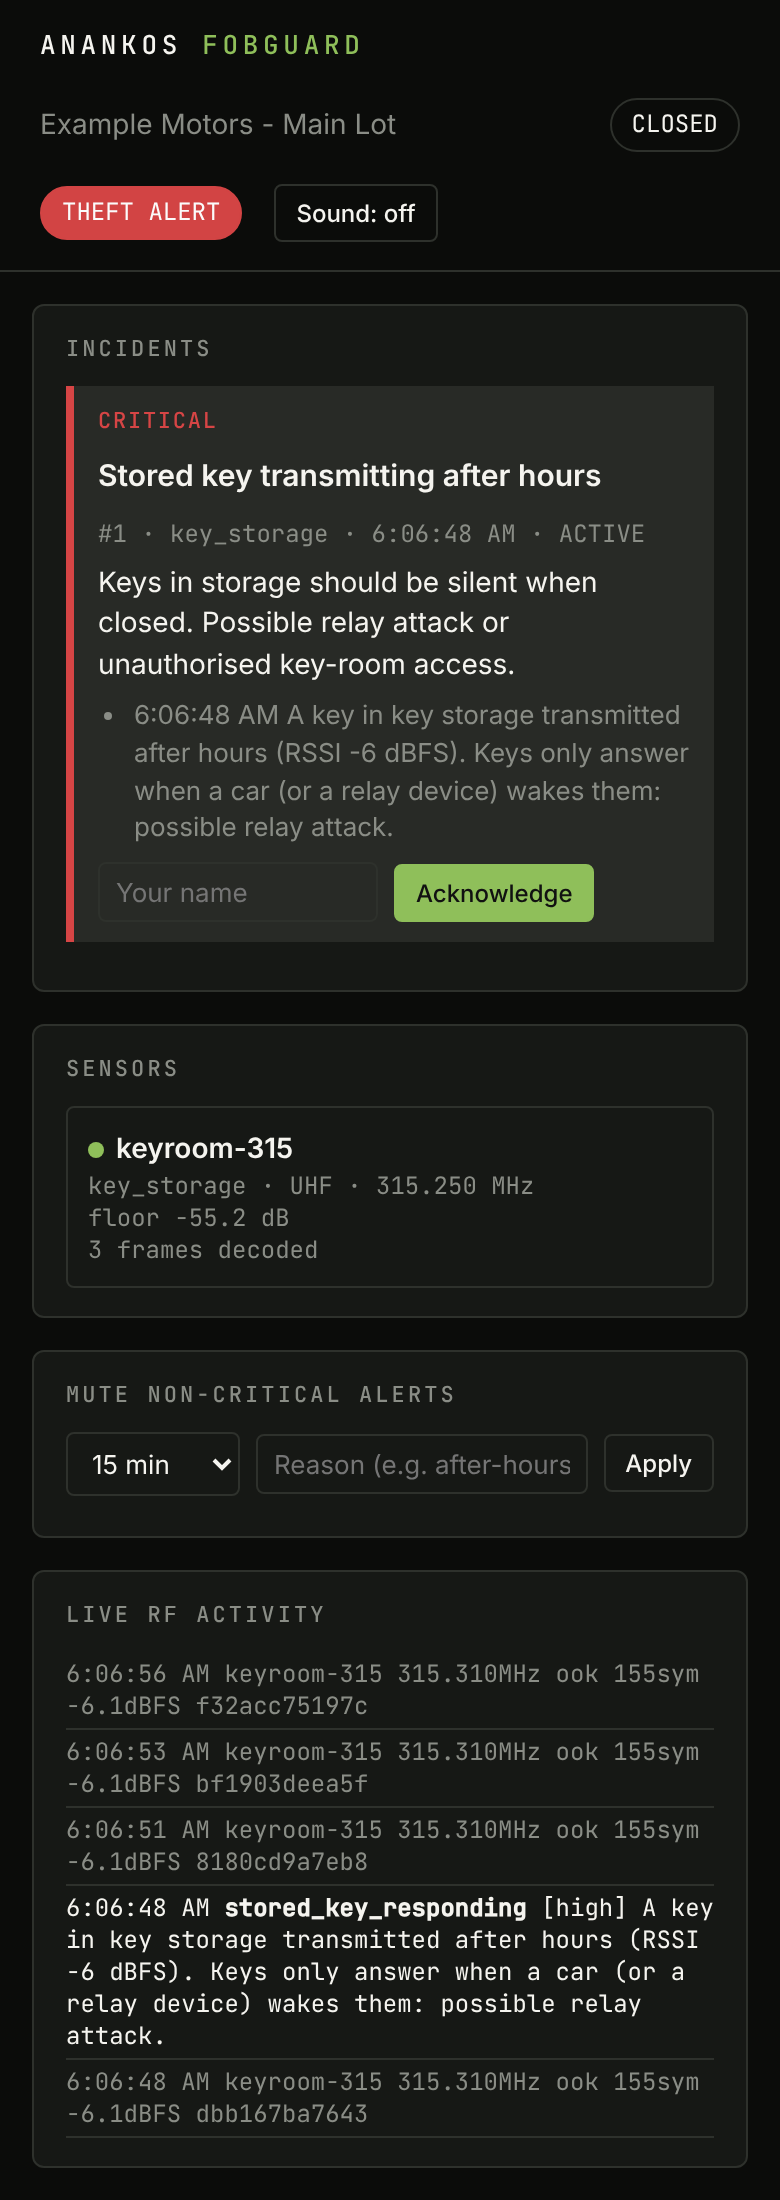 ANANKOS FOBGUARD
Example Motors - Main Lot
CLOSED
THEFT ALERT
Sound: off
INCIDENTS
CRITICAL
Stored key transmitting after hours
#1 · key_storage · 6:06:48 AM · ACTIVE
Keys in storage should be silent when
closed. Possible relay attack or
unauthorised key-room access.
• 6:06:48 AM A key in key storage transmitted
after hours (RSSI -6 dBFS). Keys only answer
when a car (or a relay device) wakes them:
possible relay attack.
Your name
Acknowledge
SENSORS
keyroom-315
key_storage · UHF · 315.250 MHz
floor -55.2 dB
3 frames decoded
MUTE NON-CRITICAL ALERTS
15 min
Reason (e.g. after-hours
Apply
LIVE RF ACTIVITY
6:06:56 AM keyroom-315 315.310MHz ook 155sym
-6.1dBFS f32acc75197c
6:06:53 AM keyroom-315 315.310MHz ook 155sym
-6.1dBFS bf1903deea5f
6:06:51 AM keyroom-315 315.310MHz ook 155sym
-6.1dBFS 8180cd9a7eb8
6:06:48 AM stored_key_responding [high] A key
in key storage transmitted after hours (RSSI
-6 dBFS). Keys only answer when a car (or a
relay device) wakes them: possible relay
attack.
6:06:48 AM keyroom-315 315.310MHz ook 155sym
-6.1dBFS dbb167ba7643